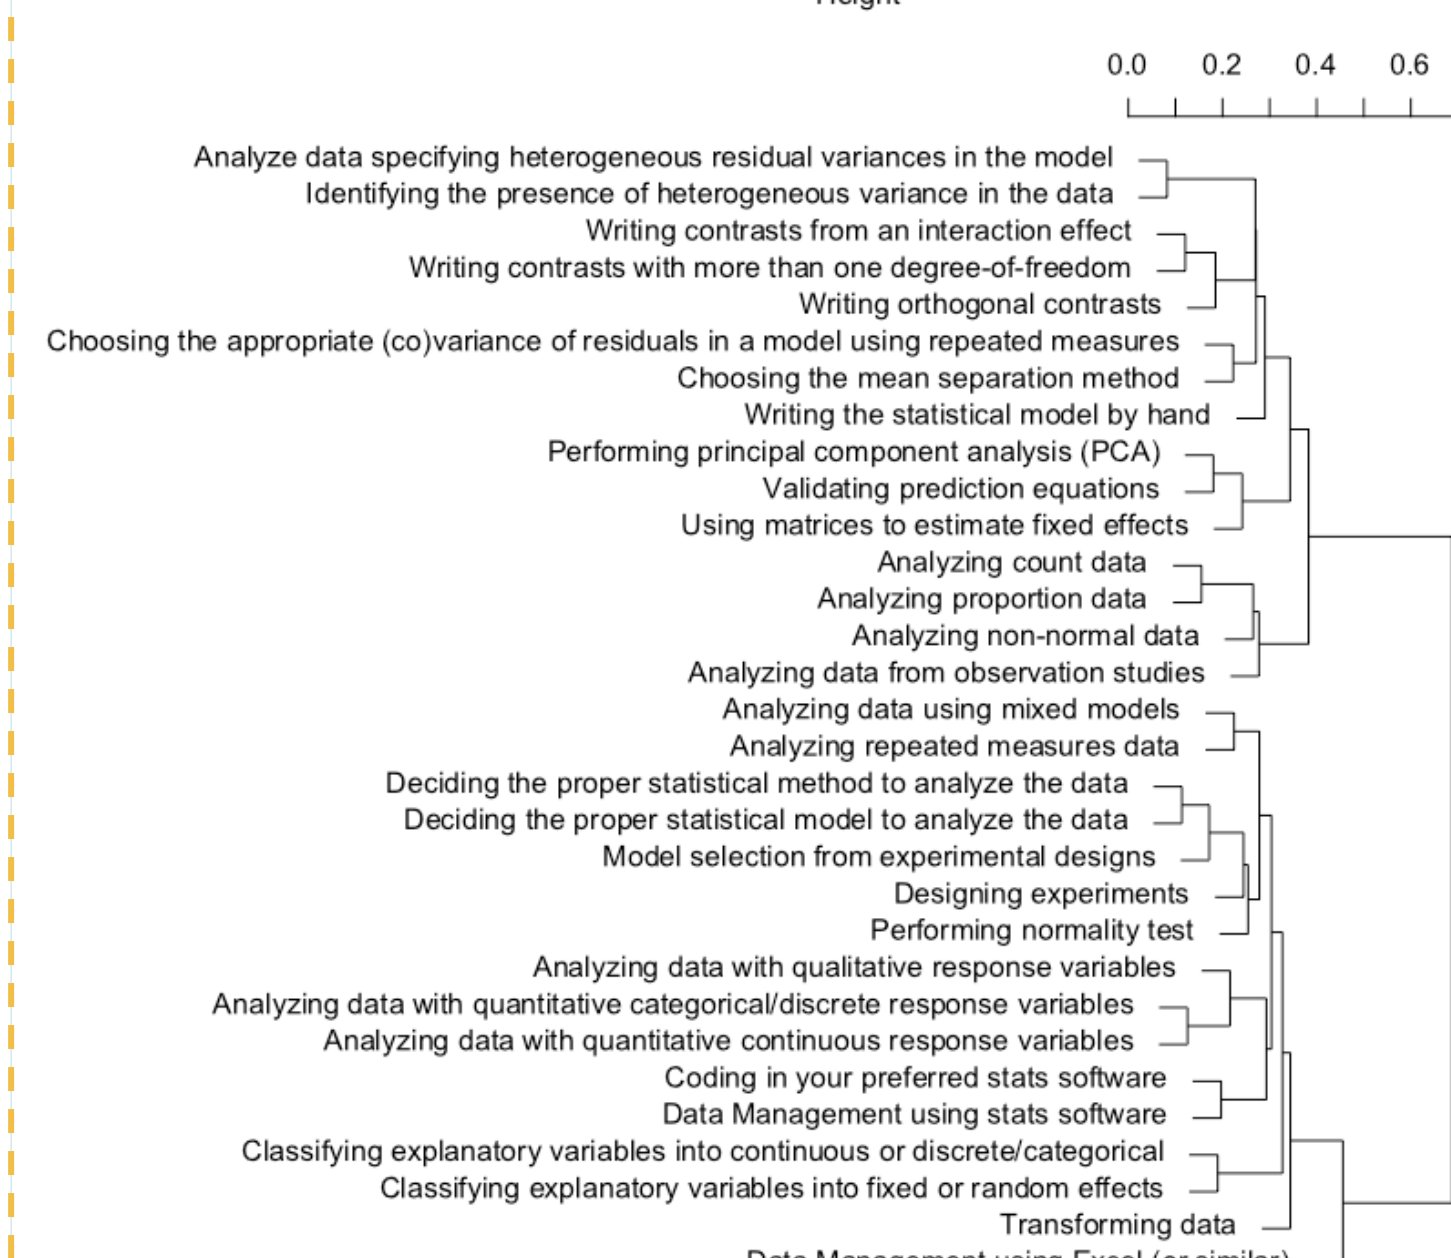 Height
0.0 0.2 0.4 0.6
Analyze data specifying heterogeneous residual variances in the model
Identifying the presence of heterogeneous variance in the data
Writing contrasts from an interaction effect
Writing contrasts with more than one degree-of-freedom
Writing orthogonal contrasts
Choosing the appropriate (co)variance of residuals in a model using repeated measures
Choosing the mean separation method
Writing the statistical model by hand
Performing principal component analysis (PCA)
Validating prediction equations
Using matrices to estimate fixed effects
Analyzing count data
Analyzing proportion data
Analyzing non-normal data
Analyzing data from observation studies
Analyzing data using mixed models
Analyzing repeated measures data
Deciding the proper statistical method to analyze the data
Deciding the proper statistical model to analyze the data
Model selection from experimental designs
Designing experiments
Performing normality test
Analyzing data with qualitative response variables
Analyzing data with quantitative categorical/discrete response variables
Analyzing data with quantitative continuous response variables
Coding in your preferred stats software
Data Management using stats software
Classifying explanatory variables into continuous or discrete/categorical
Classifying explanatory variables into fixed or random effects
Transforming data
Data Management using Excel (or similar)